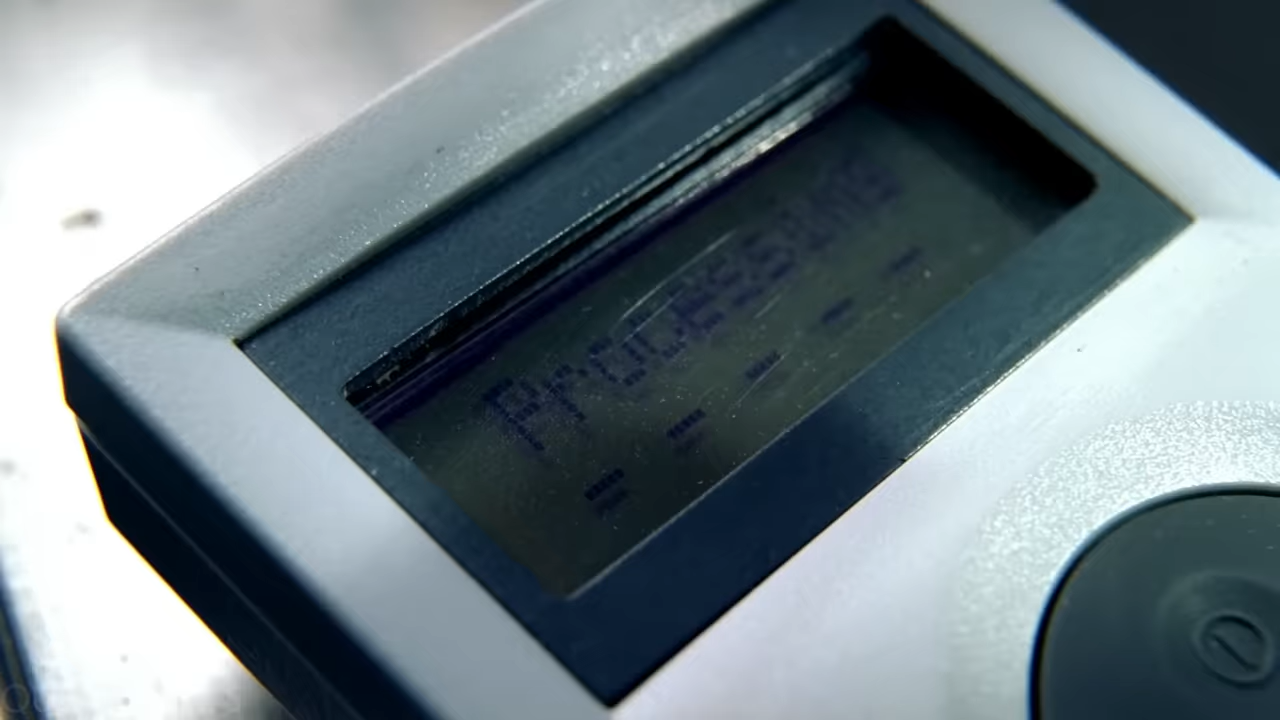 Processing
- - - - -